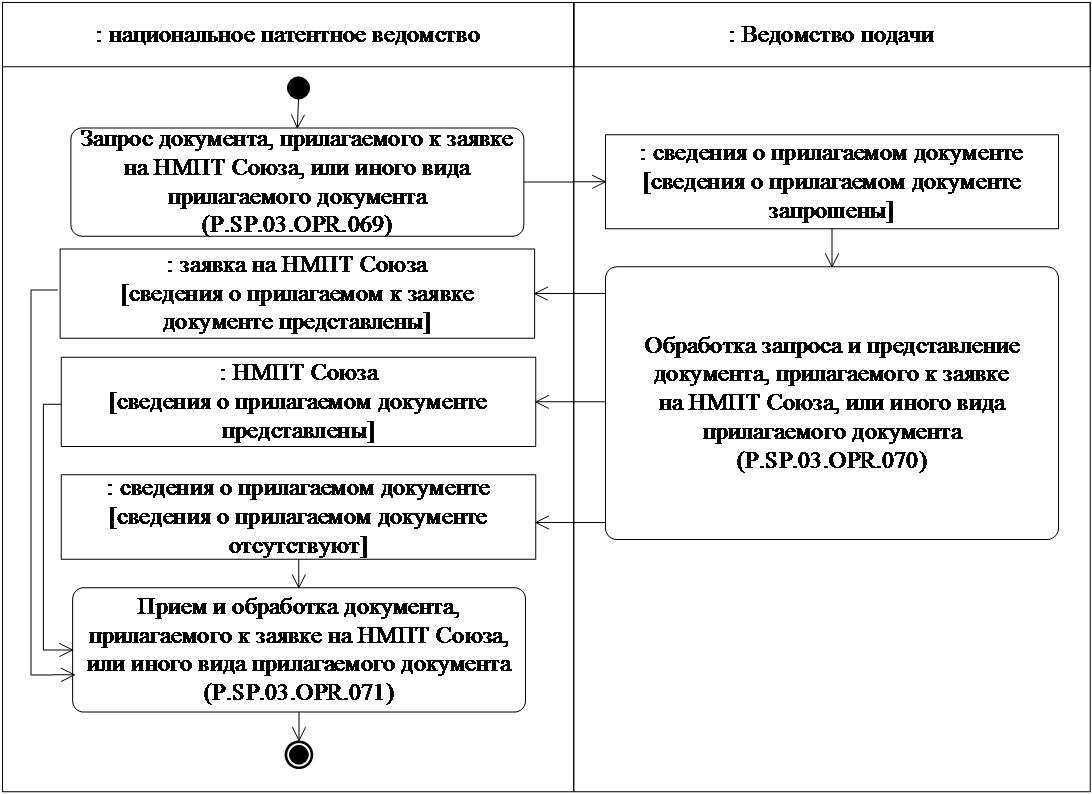 : национальное патентное ведомство
: Ведомство подачи
Запрос документа, прилагаемого к заявке
на НМПТ Союза, или иного вида
прилагаемого документа
(P.SP.03.OPR.069)
: сведения о прилагаемом документе
[сведения о прилагаемом документе
запрошены]
: заявка на НМПТ Союза
[сведения о прилагаемом к заявке
документе представлены]
: НМПТ Союза
[сведения о прилагаемом документе
представлены]
: сведения о прилагаемом документе
[сведения о прилагаемом документе
отсутствуют]
Обработка запроса и представление
документа, прилагаемого к заявке
на НМПТ Союза, или иного вида
прилагаемого документа
(P.SP.03.OPR.070)
Прием и обработка документа,
прилагаемого к заявке на НМПТ Союза,
или иного вида прилагаемого документа
(P.SP.03.OPR.071)